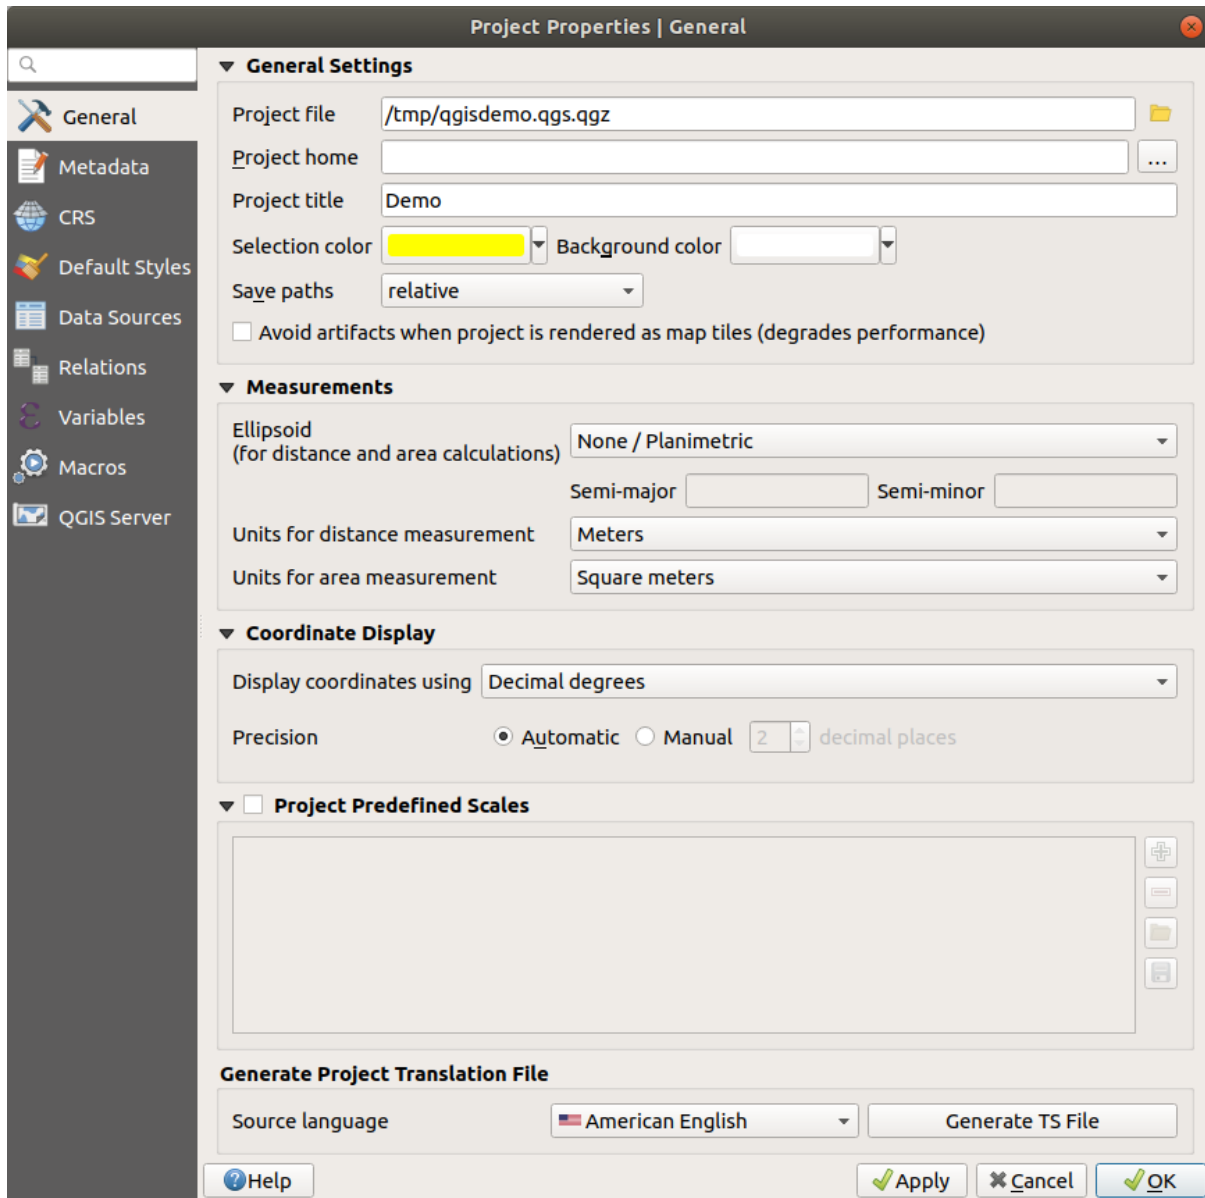 Project Properties | General
General
Metadata
CRS
Default Styles
Data Sources
Relations
Variables
Macros
QGIS Server
General Settings
Project file /tmp/qgisdemo.qgs.qgz
Project home ...
Project title Demo
Selection color Background color
Save paths relative
Avoid artifacts when project is rendered as map tiles (degrades performance)
Measurements
Ellipsoid
(for distance and area calculations) None / Planimetric
Semi-major Semi-minor
Units for distance measurement Meters
Units for area measurement Square meters
Coordinate Display
Display coordinates using Decimal degrees
Precision Automatic Manual 2 decimal places
Project Predefined Scales
Generate Project Translation File
Source language American English Generate TS File
Help Apply Cancel OK